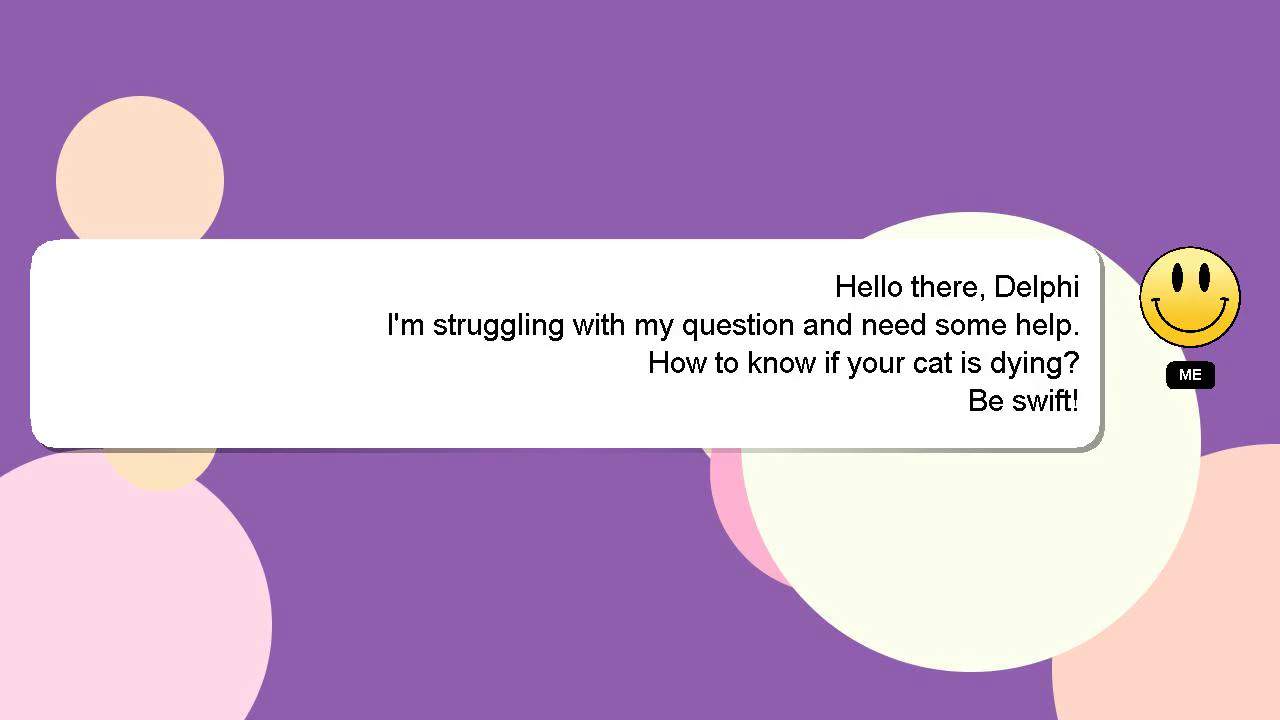 Hello there, Delphi
I'm struggling with my question and need some help.
How to know if your cat is dying?
Be swift!
ME